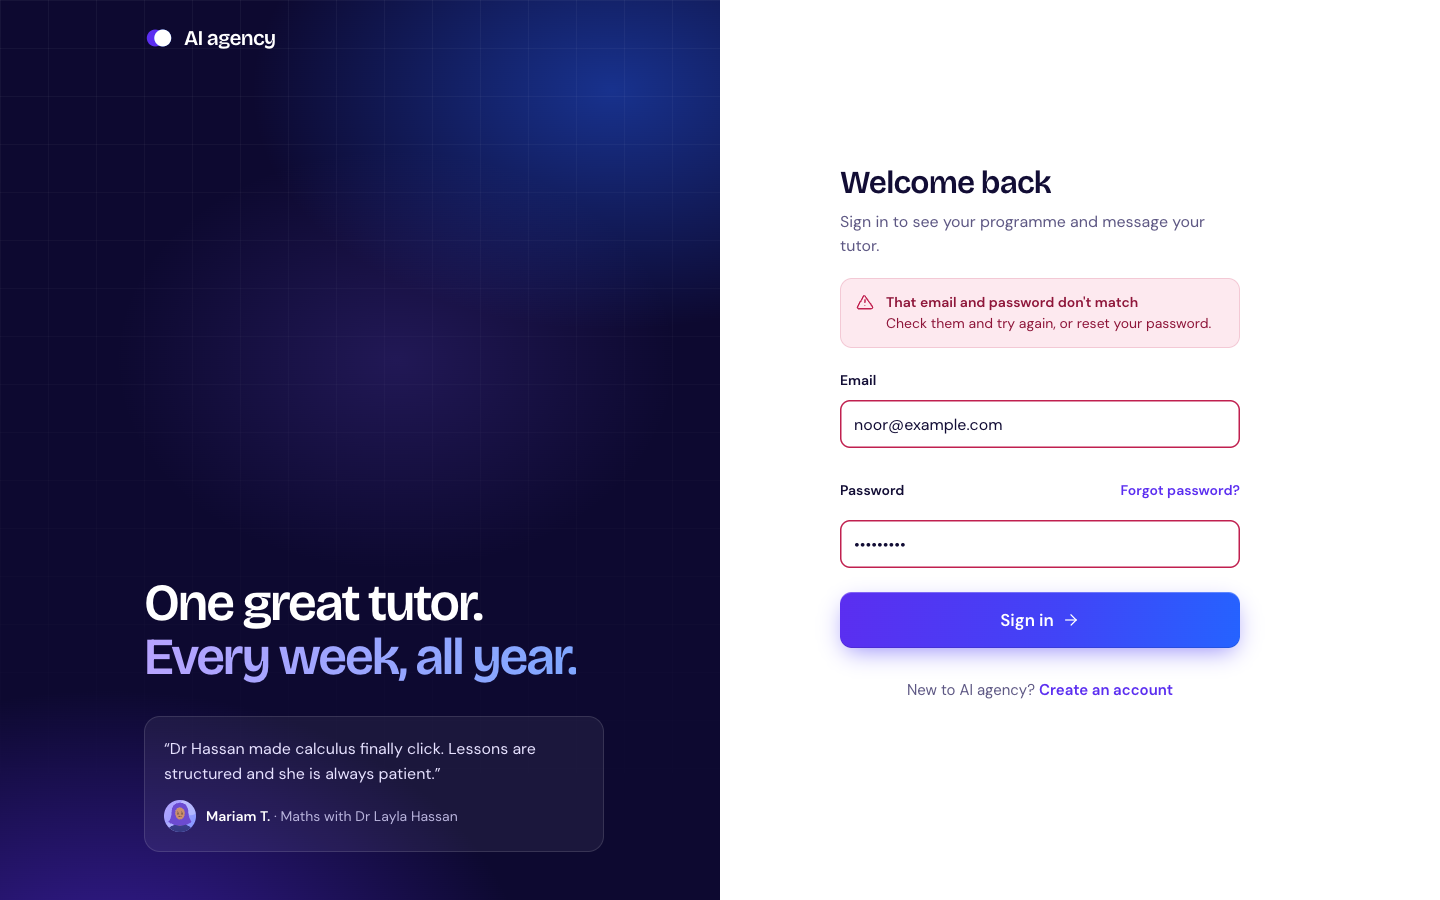 AI agency
One great tutor.
Every week, all year.
“Dr Hassan made calculus finally click. Lessons are
structured and she is always patient.”
Mariam T. · Maths with Dr Layla Hassan
Welcome back
Sign in to see your programme and message your
tutor.
That email and password don't match
Check them and try again, or reset your password.
Email
noor@example.com
Password Forgot password?
•••••••••
Sign in →
New to AI agency? Create an account